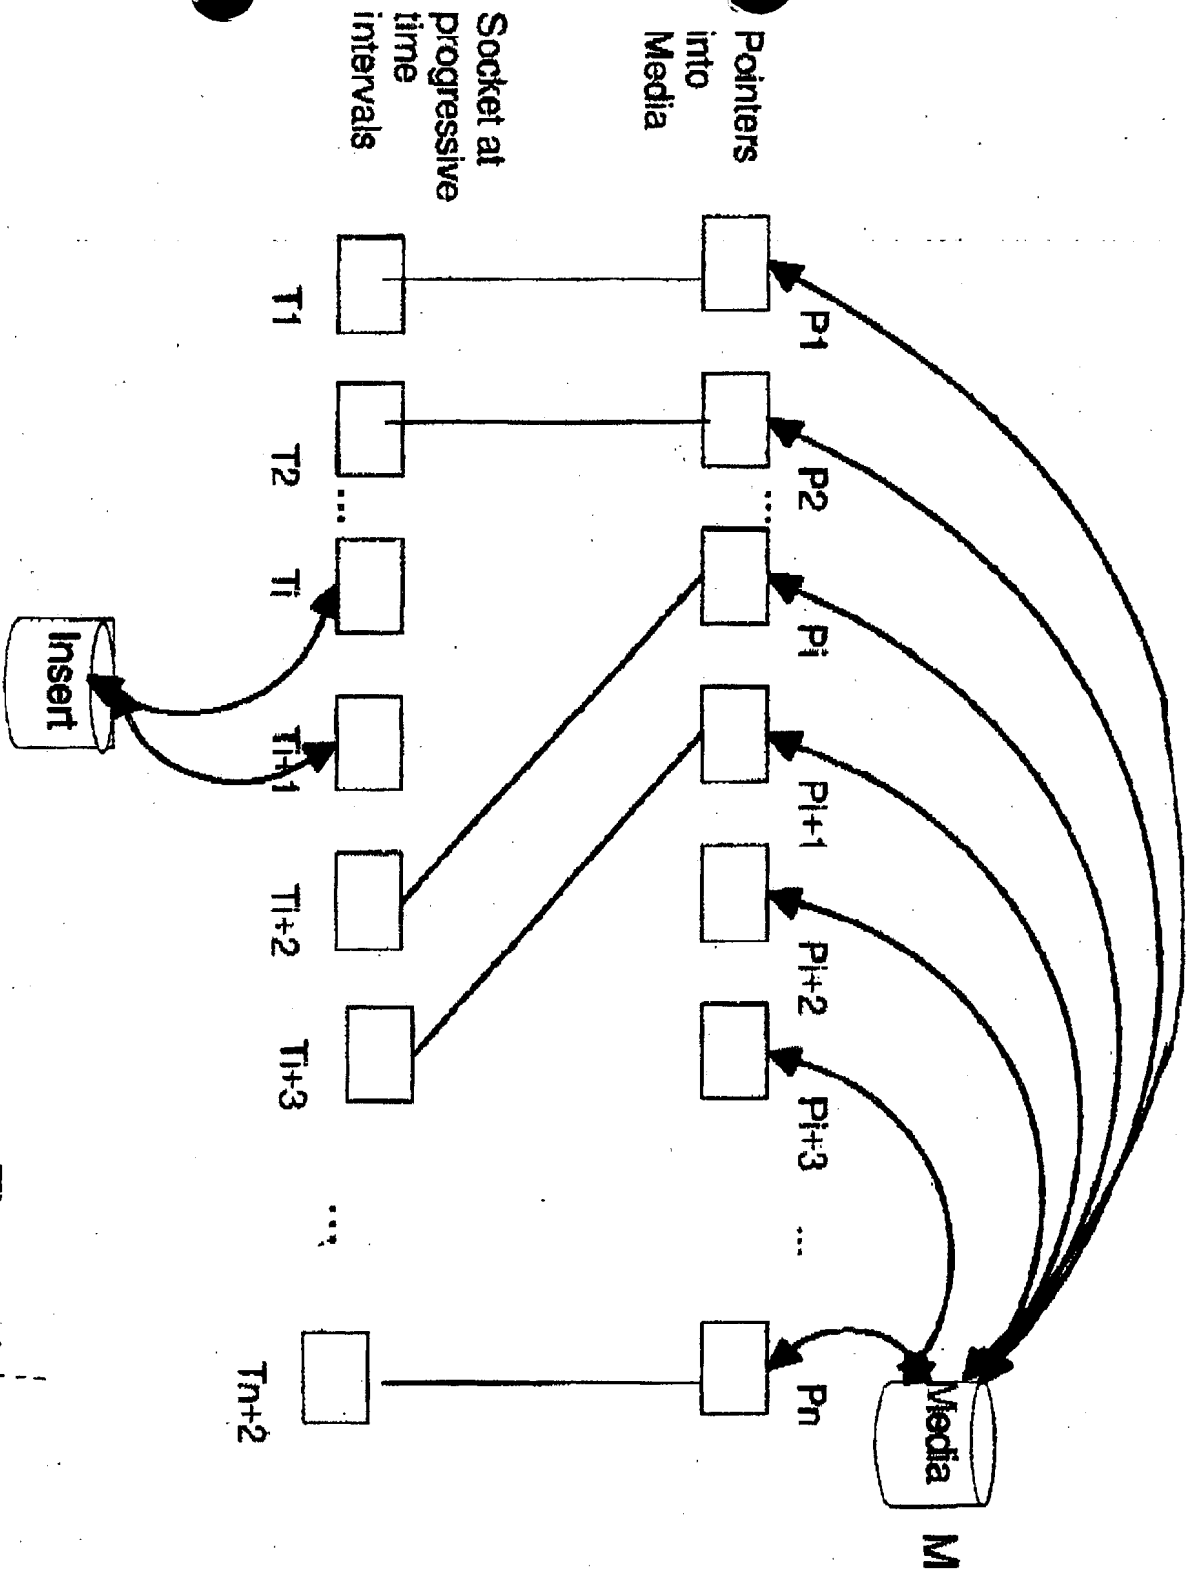 M
Media
Pointers
into
Media
P1
P2
....
Pi
Pi+1
Pi+2
Pi+3
...
Pn
Socket at
progressive
time
intervals
T1
T2
...
Ti
Ti+1
Ti+2
Ti+3
...
Tn+2
Insert